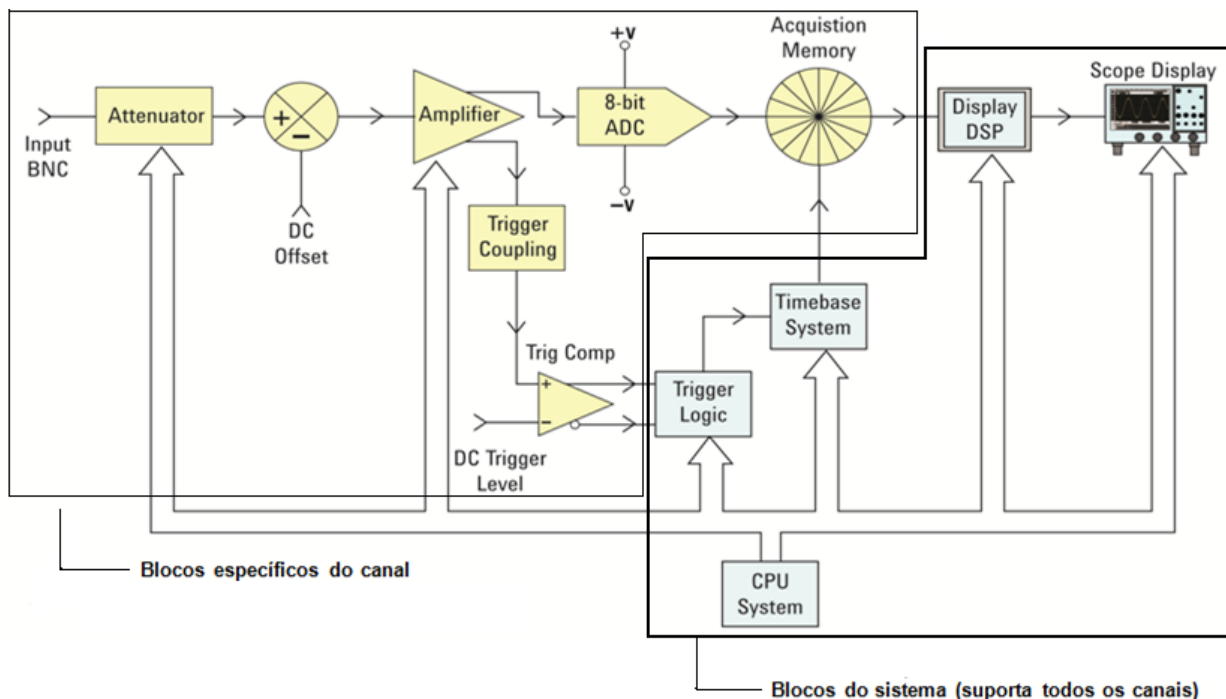 Acquistion
Memory
Scope Display
+v
Attenuator
+
−
Amplifier
8-bit
ADC
Display
DSP
Input
BNC
−v
DC
Offset
Trigger
Coupling
Timebase
System
Trig Comp
+
−
Trigger
Logic
DC Trigger
Level
CPU
System
Blocos específicos do canal
Blocos do sistema (suporta todos os canais)